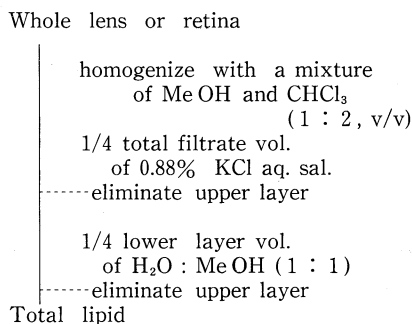 Whole lens or retina
homogenize with a mixture
of MeOH and CHCl₃
(1 : 2, v/v)
1/4 total filtrate vol.
of 0.88% KCl aq. sal.
eliminate upper layer
1/4 lower layer vol.
of H₂O : MeOH (1 : 1)
eliminate upper layer
Total lipid